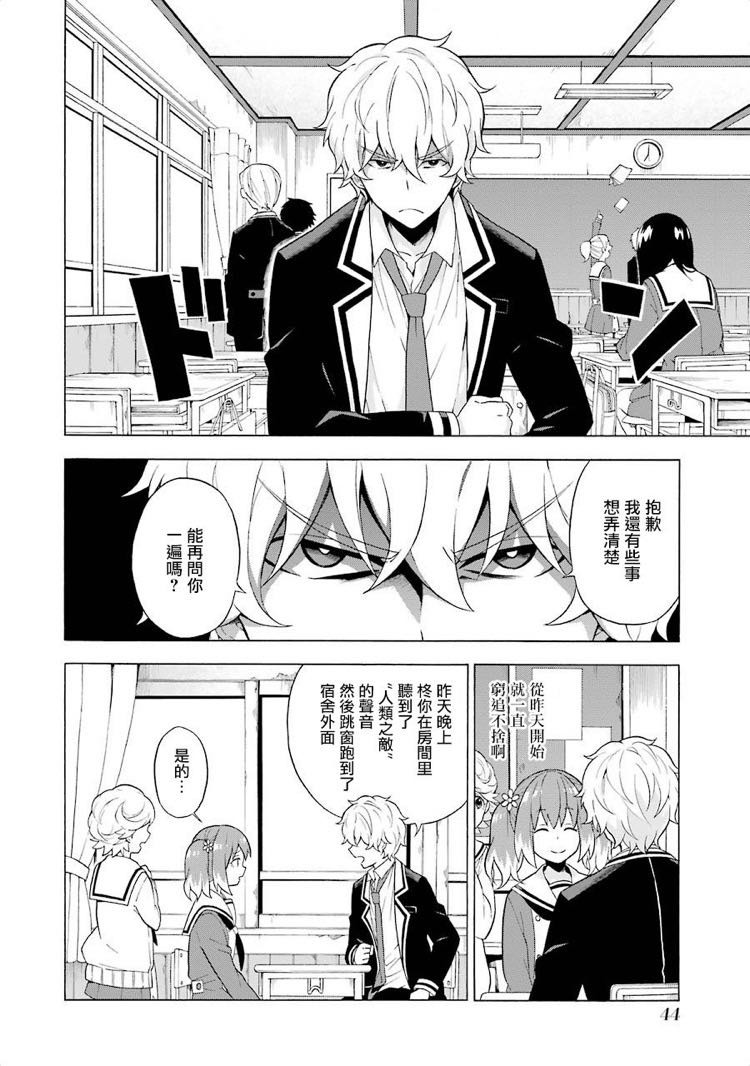 ドドド
抱歉
我還有些事
想弄清楚
能再問你
一遍嗎？
從昨天開始
就一直
窮追不捨啊
昨天晚上
柊你在房間里
聽到了
〝人類之敵〞
的聲音
然後跳窗跑到了
宿舍外面
是的…
44